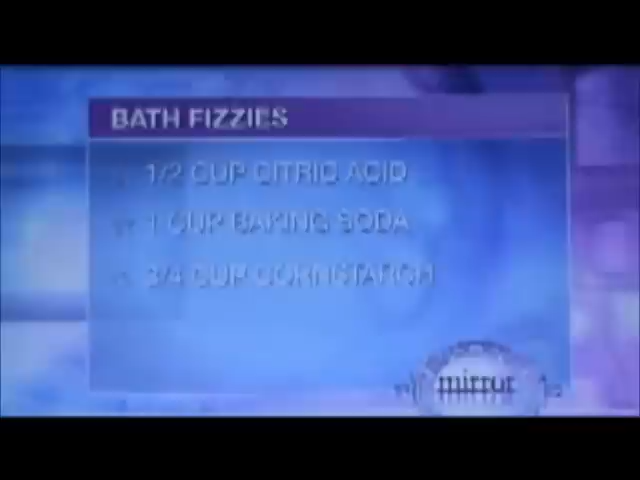 BATH FIZZIES
1/2 CUP CITRIC ACID
1 CUP BAKING SODA
3/4 CUP CORNSTARCH
mirror